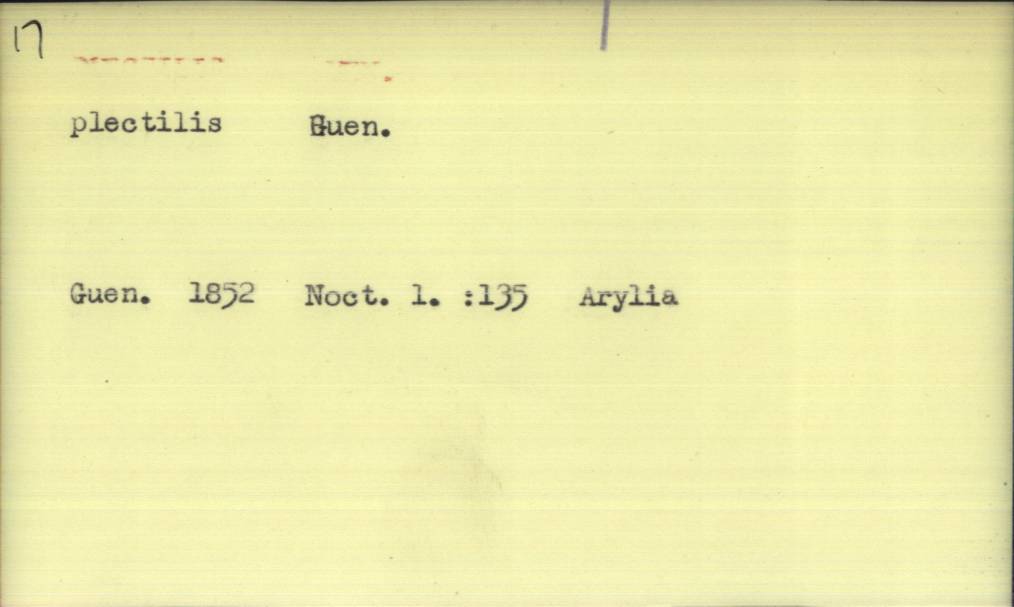 17
plectilis Guen.
Guen. 1852 Noct. 1. :135 Arylia